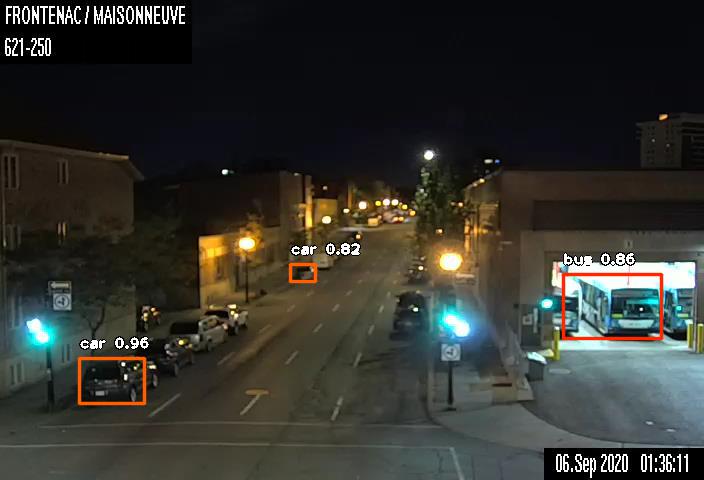 FRONTENAC / MAISONNEUVE
621-250
car 0.82
bus 0.86
car 0.96
06.Sep 2020 01:36:11